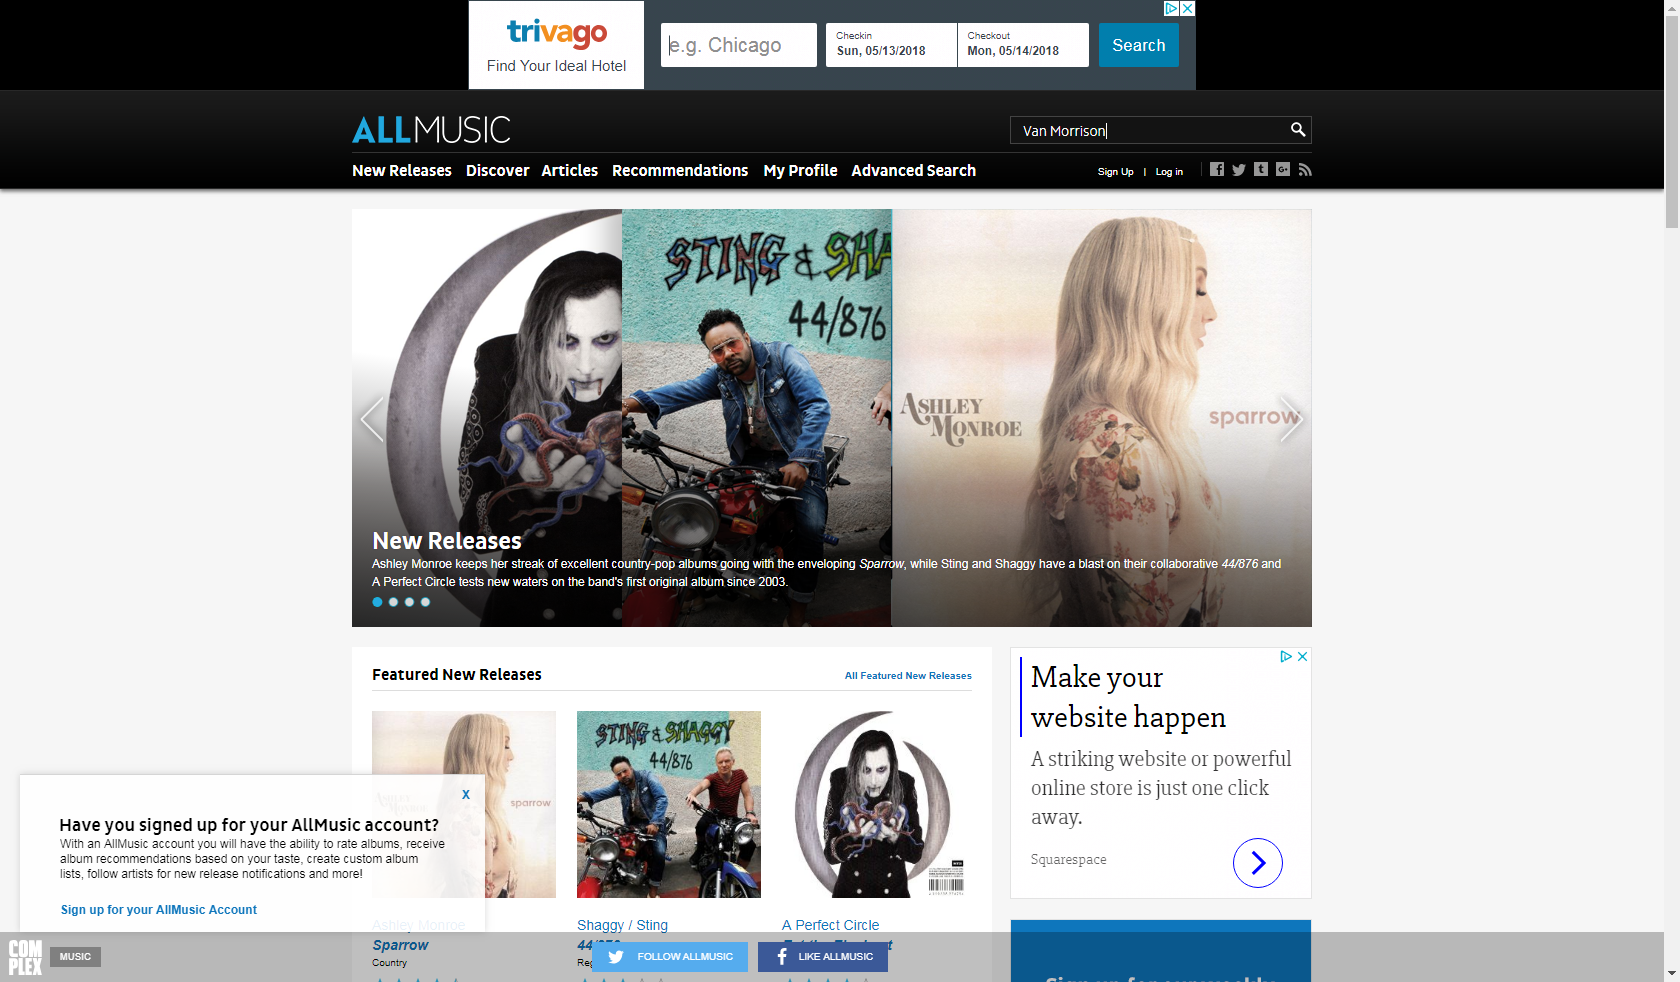 trivago
Find Your Ideal Hotel
e.g. Chicago
Checkin
Sun, 05/13/2018
Checkout
Mon, 05/14/2018
Search
ALLMUSIC
Van Morrison
New Releases
Discover
Articles
Recommendations
My Profile
Advanced Search
Sign Up | Log in
STING & SHA
44/876
ASHLEY
MONROE
sparrow
New Releases
Ashley Monroe keeps her streak of excellent country-pop albums going with the enveloping Sparrow, while Sting and Shaggy have a blast on their collaborative 44/876 and
A Perfect Circle tests new waters on the band's first original album since 2003.
Featured New Releases
All Featured New Releases
ASHLEY
MONROE
sparrow
STING & SHAGGY
44/876
Make your
website happen
A striking website or powerful
online store is just one click
away.
Squarespace
X
Have you signed up for your AllMusic account?
With an AllMusic account you will have the ability to rate albums, receive
album recommendations based on your taste, create custom album
lists, follow artists for new release notifications and more!
Sign up for your AllMusic Account
Ashley Monroe
Sparrow
Country
Shaggy / Sting
44/876
Reg
A Perfect Circle
COMPLEX
MUSIC
FOLLOW ALLMUSIC
LIKE ALLMUSIC